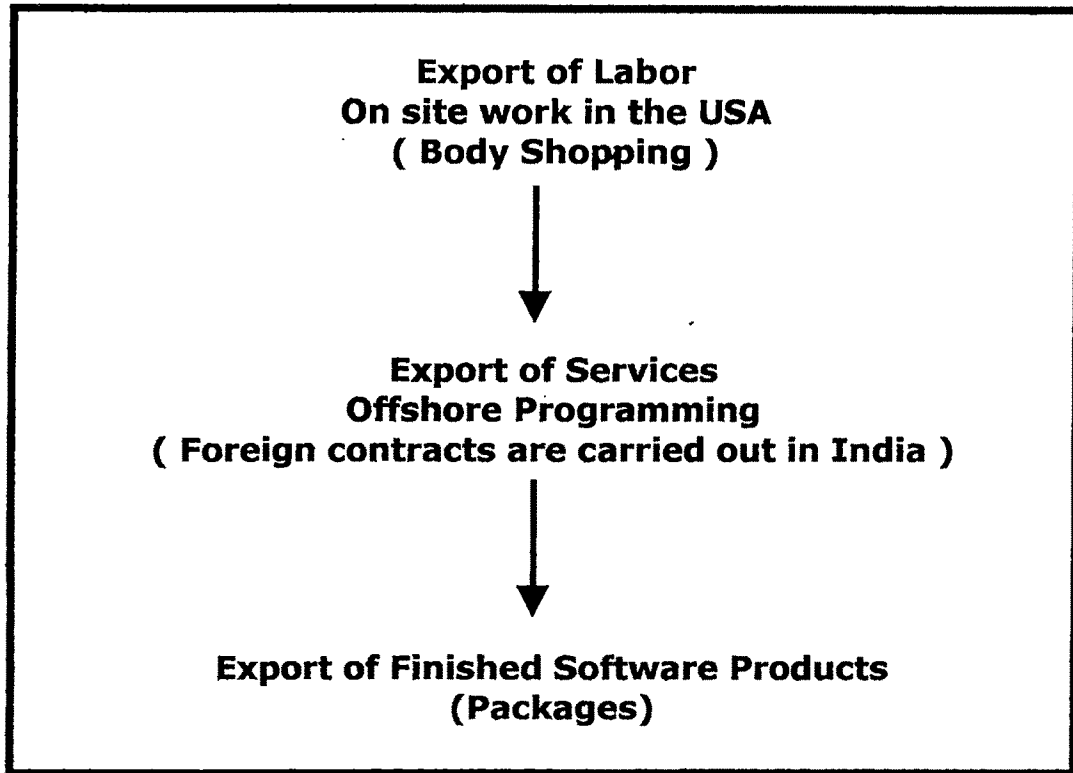 Export of Labor
On site work in the USA
( Body Shopping )
Export of Services
Offshore Programming
( Foreign contracts are carried out in India )
Export of Finished Software Products
(Packages)